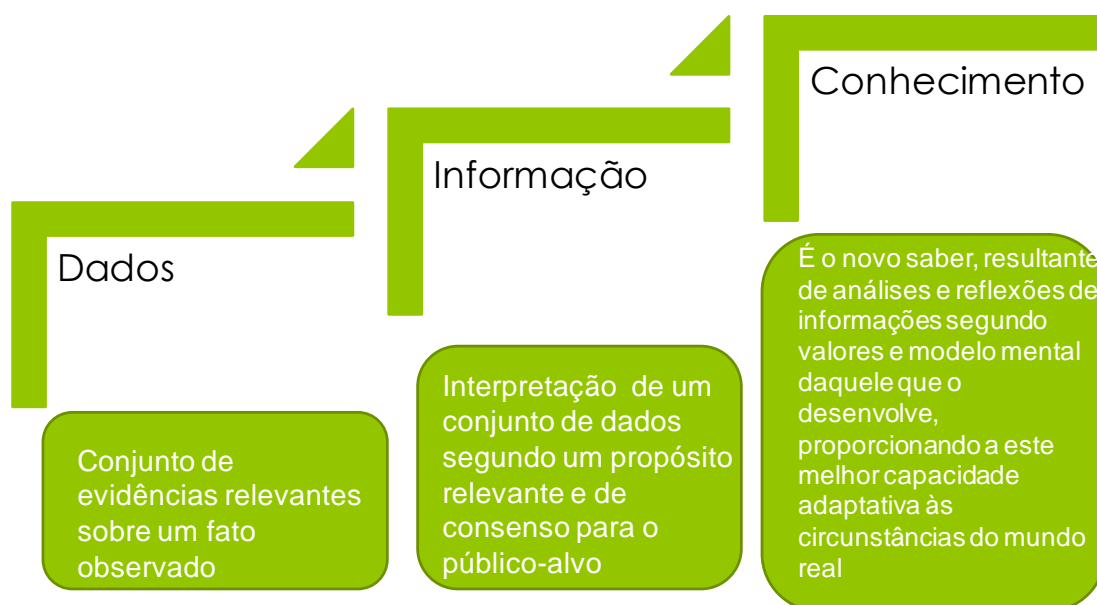 Dados
Conjunto de
evidências relevantes
sobre um fato
observado
Informação
Interpretação de um
conjunto de dados
segundo um propósito
relevante e de
consenso para o
público-alvo
Conhecimento
É o novo saber, resultante
de análises e reflexões de
informações segundo
valores e modelo mental
daquele que o
desenvolve,
proporcionando a este
melhor capacidade
adaptativa às
circunstâncias do mundo
real